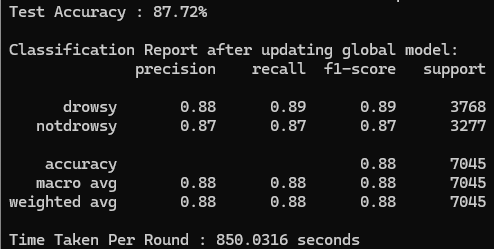 Test Accuracy : 87.72%
Classification Report after updating global model:
precision recall f1-score support
drowsy 0.88 0.89 0.89 3768
notdrowsy 0.87 0.87 0.87 3277
accuracy 0.88 7045
macro avg 0.88 0.88 0.88 7045
weighted avg 0.88 0.88 0.88 7045
Time Taken Per Round : 850.0316 seconds